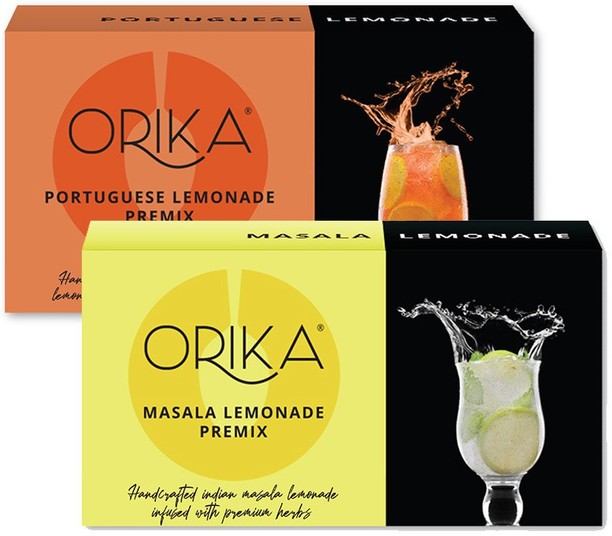 PORTUGUESE LEMONADE
ORIKA®
PORTUGUESE LEMONADE
PREMIX
MASALA LEMONADE
ORIKA®
MASALA LEMONADE
PREMIX
Handcrafted indian masala lemonade
infused with premium herbs